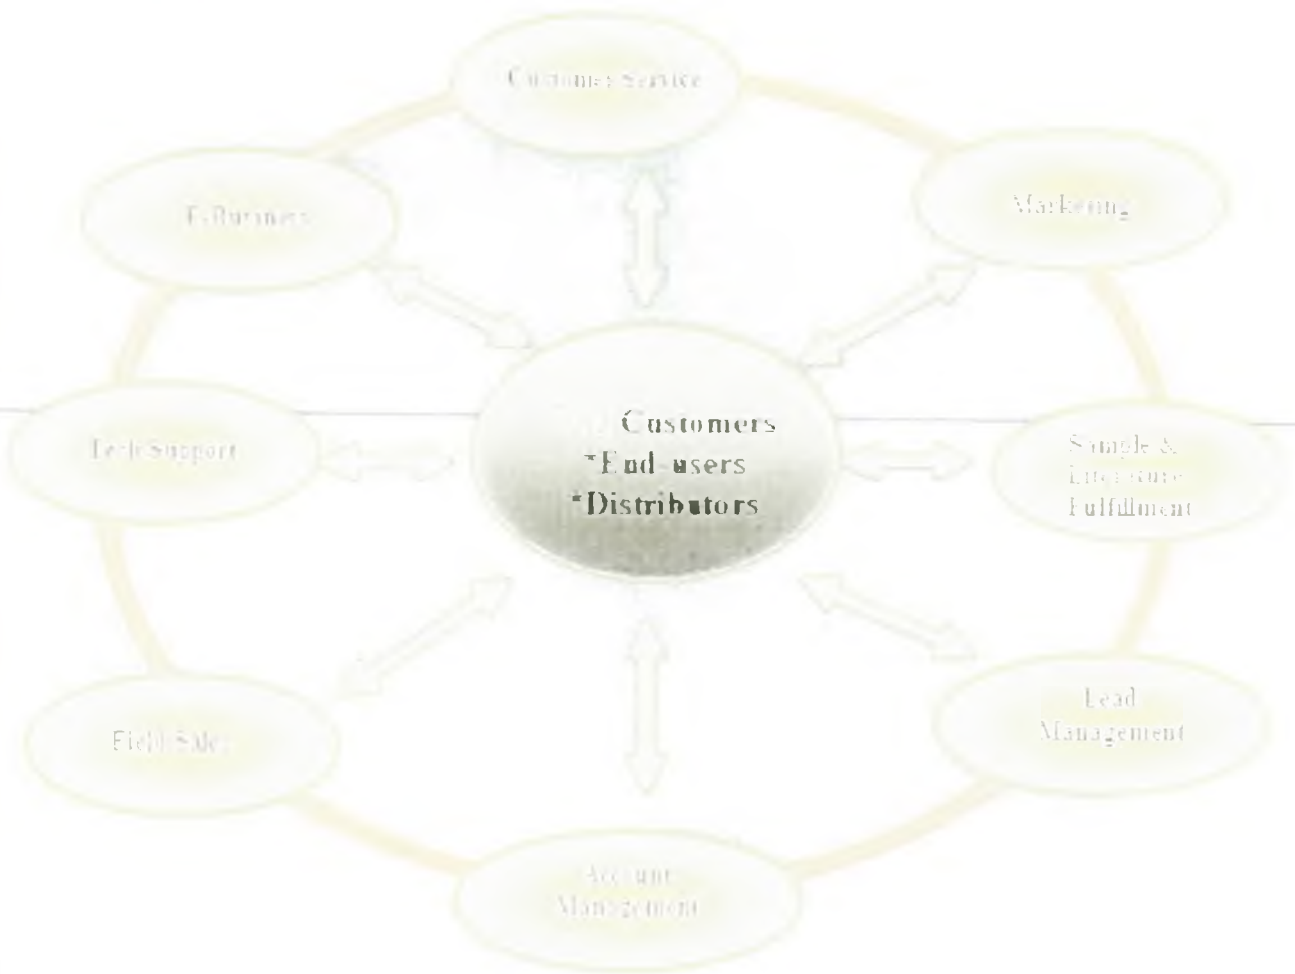 Customer Service
Marketing
E-Business
Customers
*End-users
*Distributors
Tech Support
Sample &
Literature
Fulfillment
Lead
Management
Field Sales
Account
Management